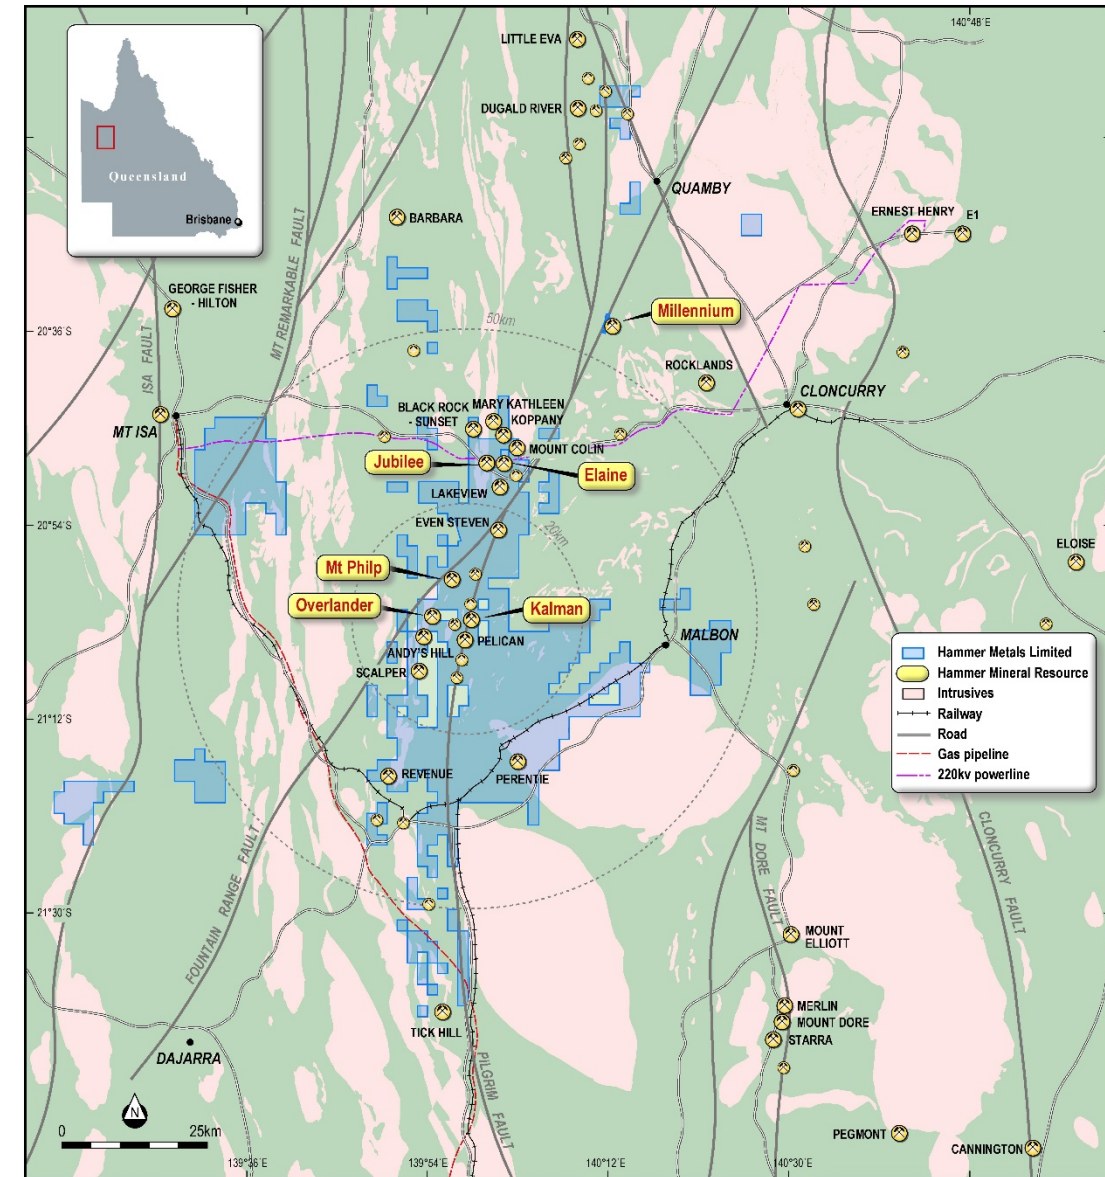 140°48´E
LITTLE EVA
DUGALD RIVER
QUAMBY
Queensland
Brisbane
BARBARA
ERNEST HENRY
E1
MT REMARKABLE FAULT
GEORGE FISHER
- HILTON
ISA FAULT
20°36´S
50km
Millennium
ROCKLANDS
CLONCURRY
MT ISA
BLACK ROCK
- SUNSET
MARY KATHLEEN
KOPPANY
MOUNT COLIN
Jubilee
Elaine
LAKEVIEW
20°54´S
EVEN STEVEN
20km
ELOISE
Mt Philp
Overlander
Kalman
PELICAN
ANDY'S HILL
SCALPER
MALBON
Hammer Metals Limited
Hammer Mineral Resource
Intrusives
Railway
Road
Gas pipeline
220kv powerline
21°12´S
REVENUE
PERENTIE
FOUNTAIN RANGE FAULT
MT DORE FAULT
CLONCURRY FAULT
21°30´S
MOUNT
ELLIOTT
MERLIN
MOUNT DORE
STARRA
TICK HILL
DAJARRA
PILGRIM FAULT
N
0
25km
PEGMONT
CANNINGTON
139°36´E
139°54´E
140°12´E
140°30´E